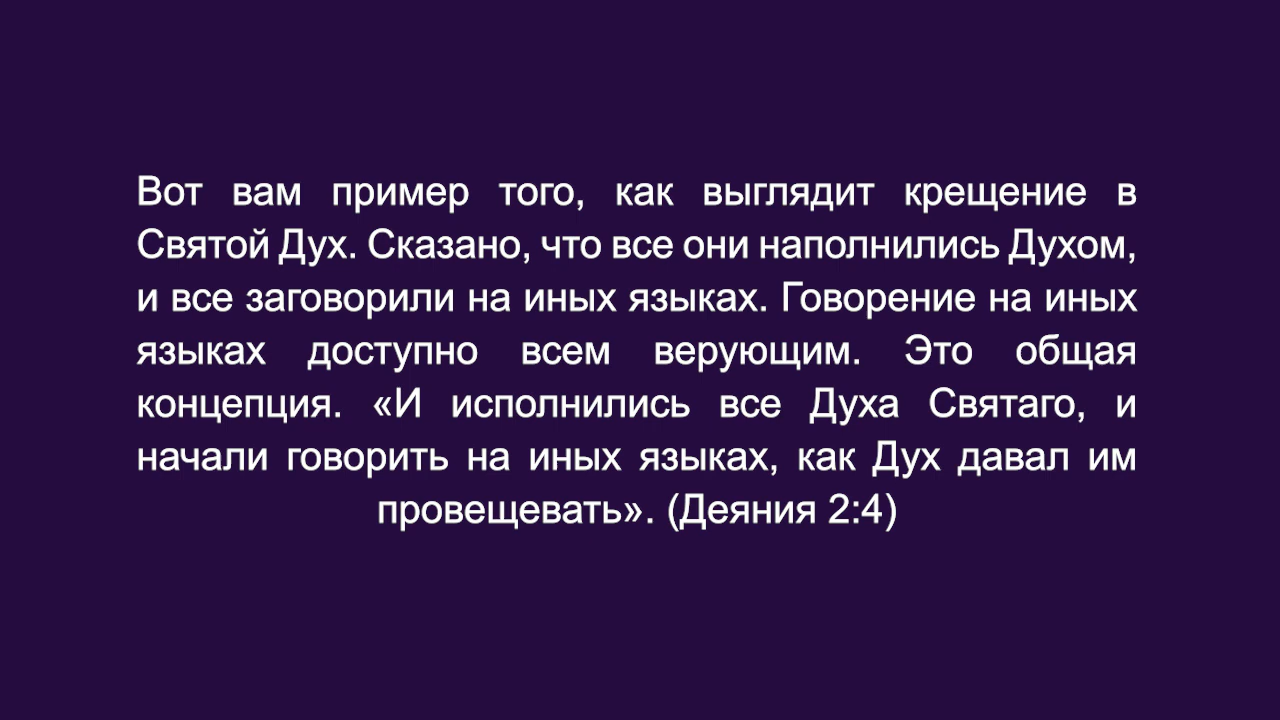 Вот вам пример того, как выглядит крещение в
Святой Дух. Сказано, что все они наполнились Духом,
и все заговорили на иных языках. Говорение на иных
языках доступно всем верующим. Это общая
концепция. «И исполнились все Духа Святаго, и
начали говорить на иных языках, как Дух давал им
провещевать». (Деяния 2:4)